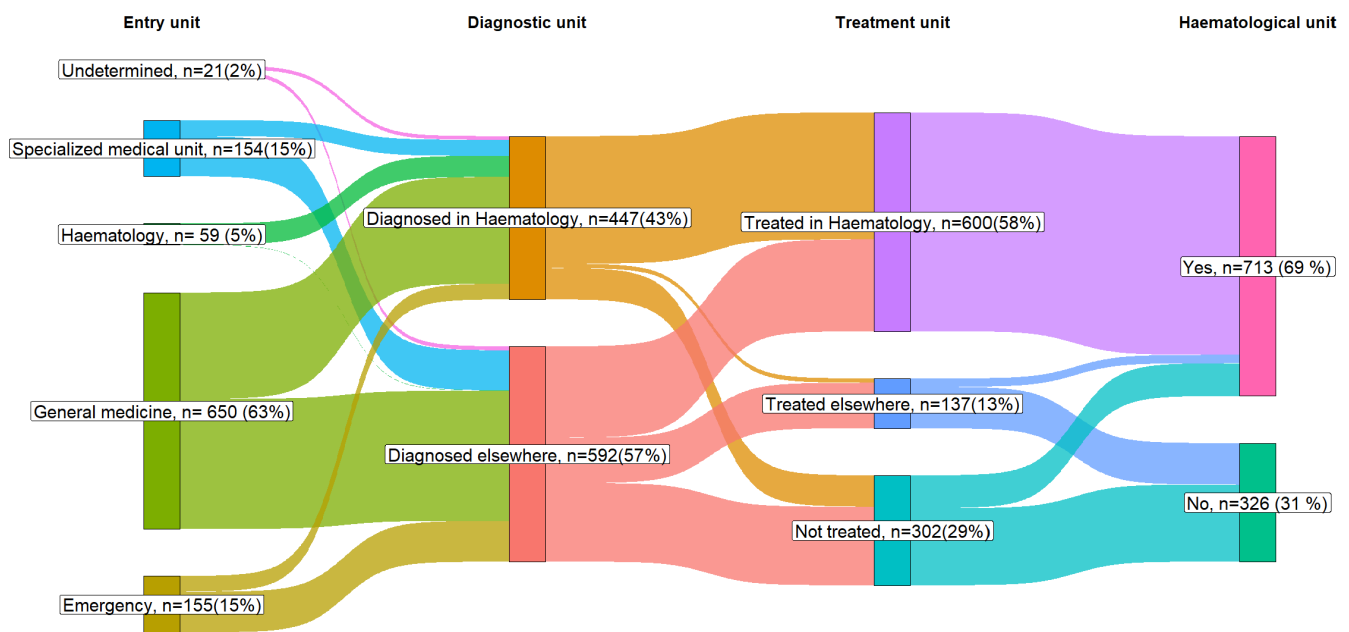 Entry unit
Diagnostic unit
Treatment unit
Haematological unit
Undetermined, n=21(2%)
Specialized medical unit, n=154(15%)
Haematology, n= 59 (5%)
General medicine, n= 650 (63%)
Emergency, n=155(15%)
Diagnosed in Haematology, n=447(43%)
Diagnosed elsewhere, n=592(57%)
Treated in Haematology, n=600(58%)
Treated elsewhere, n=137(13%)
Not treated, n=302(29%)
Yes, n=713 (69 %)
No, n=326 (31 %)